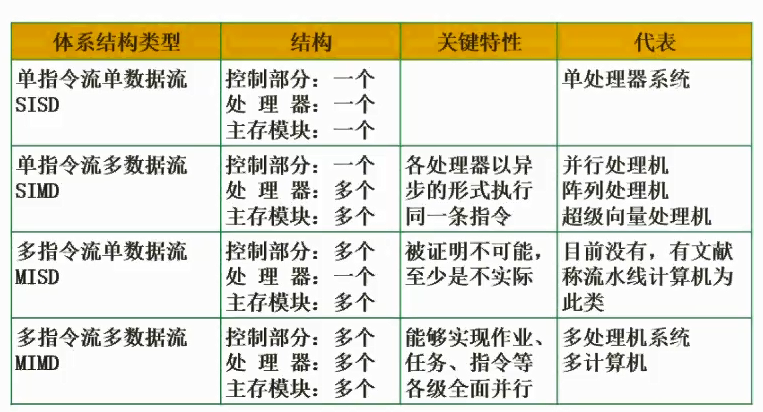 体系结构类型 结构 关键特性 代表
单指令流单数据流 控制部分：一个 单处理器系统
SISD 处 理 器：一个
主存模块：一个
单指令流多数据流 控制部分：一个 各处理器以异 并行处理机
SIMD 处 理 器：多个 步的形式执行 阵列处理机
主存模块：多个 同一条指令 超级向量处理机
多指令流单数据流 控制部分：多个 被证明不可能， 目前没有，有文献
MISD 处 理 器：一个 至少是不实际 称流水线计算机为
主存模块：多个 此类
多指令流多数据流 控制部分：多个 能够实现作业、 多处理机系统
MIMD 处 理 器：多个 任务、指令等 多计算机
主存模块：多个 各级全面并行